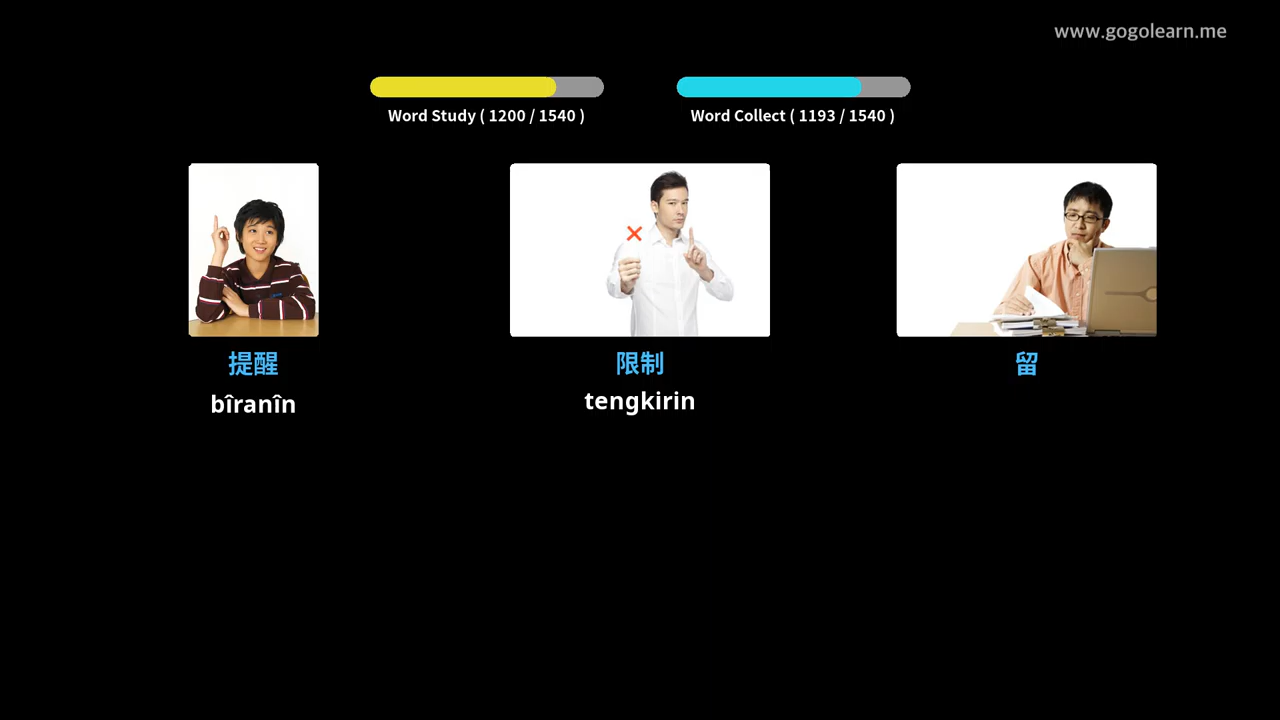 www.gogolearn.me
Word Study ( 1200 / 1540 )
Word Collect ( 1193 / 1540 )
提醒
限制
留
bîranîn
tengkirin